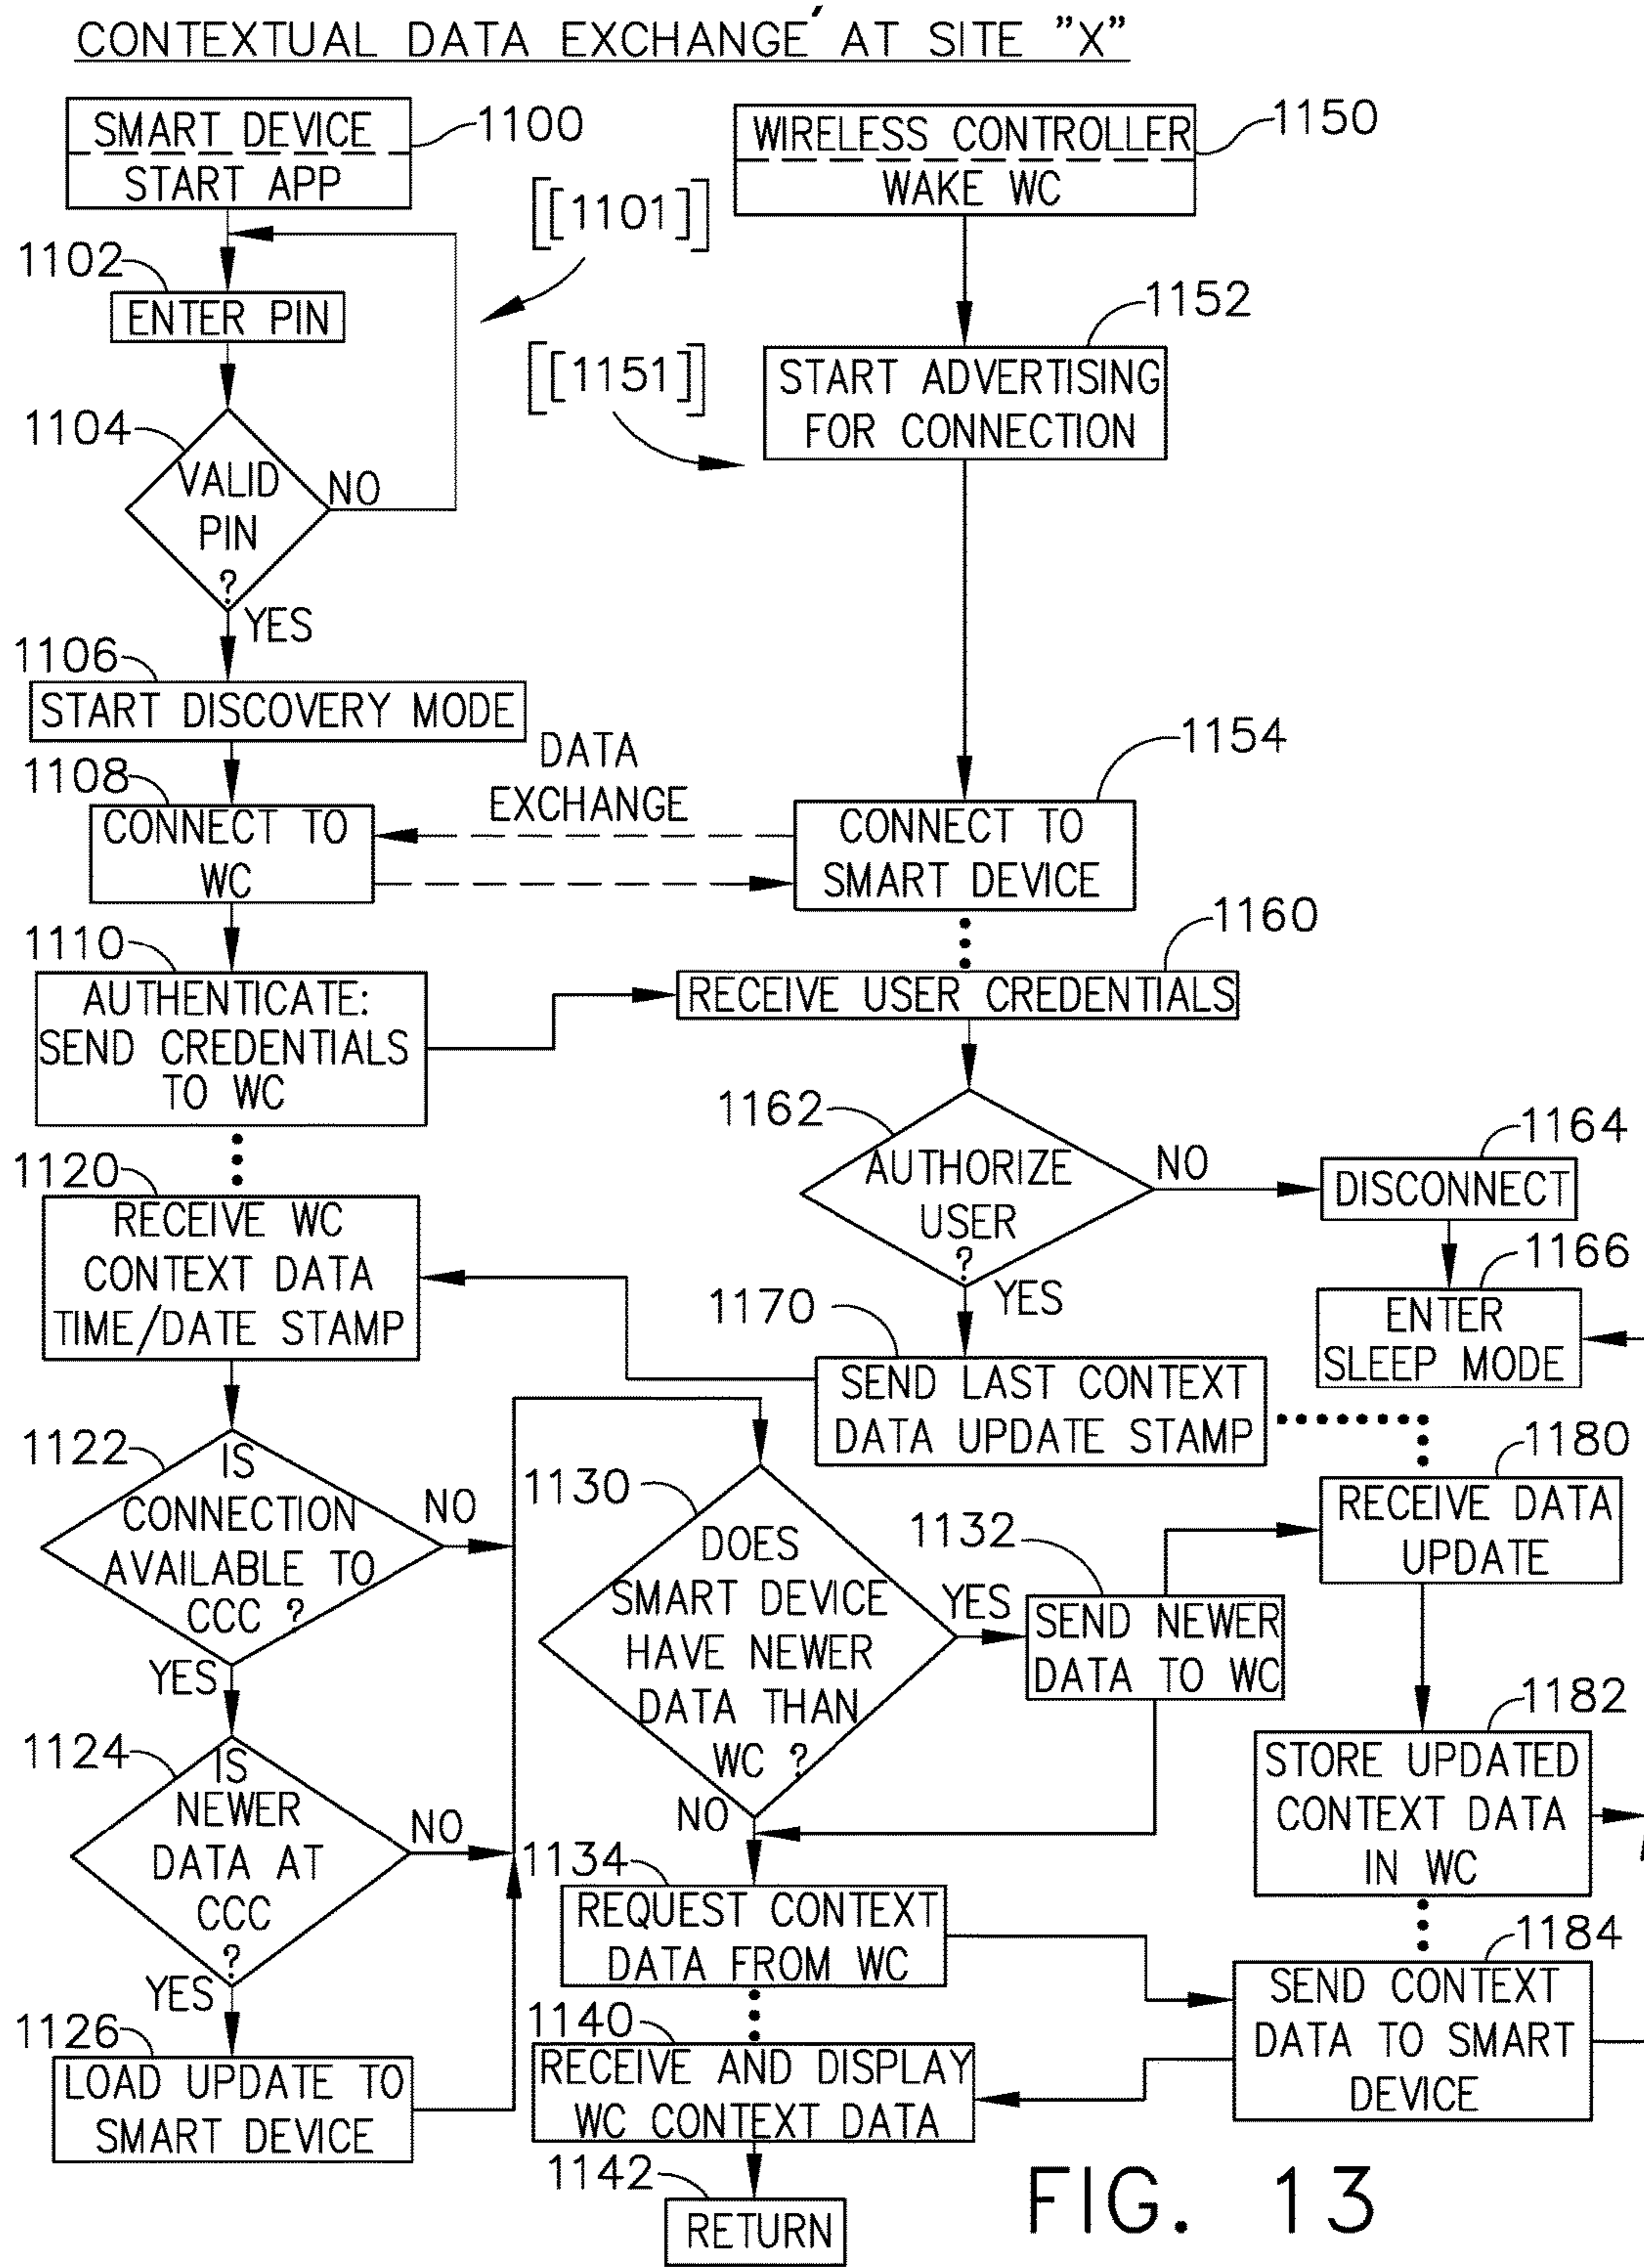 CONTEXTUAL DATA EXCHANGE AT SITE "X"
SMART DEVICE
START APP
1100
WIRELESS CONTROLLER
WAKE WC
1150
[[1101]]
1102
ENTER PIN
1152
START ADVERTISING
FOR CONNECTION
[[1151]]
1104
VALID
PIN
?
NO
YES
1106
START DISCOVERY MODE
1108
CONNECT TO
WC
DATA
EXCHANGE
1154
CONNECT TO
SMART DEVICE
1110
AUTHENTICATE:
SEND CREDENTIALS
TO WC
1160
RECEIVE USER CREDENTIALS
1162
AUTHORIZE
USER
?
NO
YES
1164
DISCONNECT
1166
ENTER
SLEEP MODE
1120
RECEIVE WC
CONTEXT DATA
TIME/DATE STAMP
1170
SEND LAST CONTEXT
DATA UPDATE STAMP
1122
IS
CONNECTION
AVAILABLE TO
CCC ?
NO
YES
1130
DOES
SMART DEVICE
HAVE NEWER
DATA THAN
WC ?
YES
NO
1132
SEND NEWER
DATA TO WC
1180
RECEIVE DATA
UPDATE
1124
IS
NEWER
DATA AT
CCC
?
NO
YES
1182
STORE UPDATED
CONTEXT DATA
IN WC
1134
REQUEST CONTEXT
DATA FROM WC
1184
SEND CONTEXT
DATA TO SMART
DEVICE
1126
LOAD UPDATE TO
SMART DEVICE
1140
RECEIVE AND DISPLAY
WC CONTEXT DATA
1142
RETURN
FIG. 13